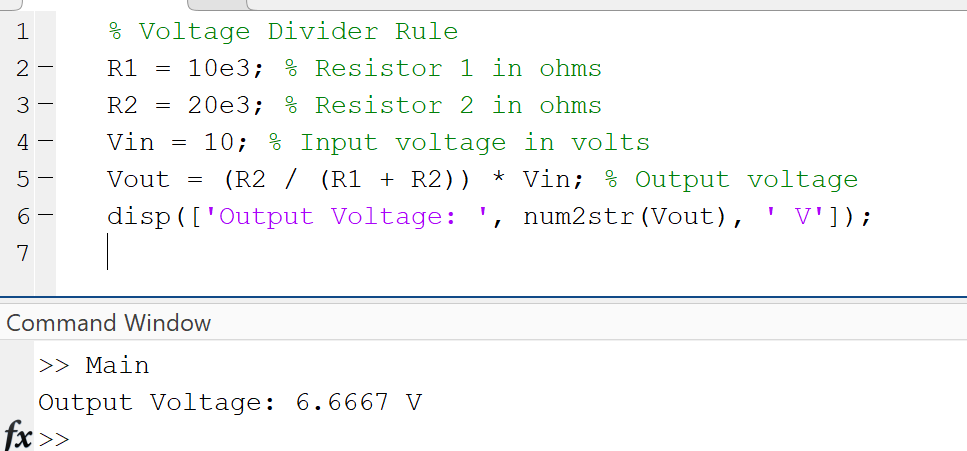 1 % Voltage Divider Rule
2 R1 = 10e3; % Resistor 1 in ohms
3 R2 = 20e3; % Resistor 2 in ohms
4 Vin = 10; % Input voltage in volts
5 Vout = (R2 / (R1 + R2)) * Vin; % Output voltage
6 disp(['Output Voltage: ', num2str(Vout), ' V']);
7
Command Window
>> Main
Output Voltage: 6.6667 V
fx >>